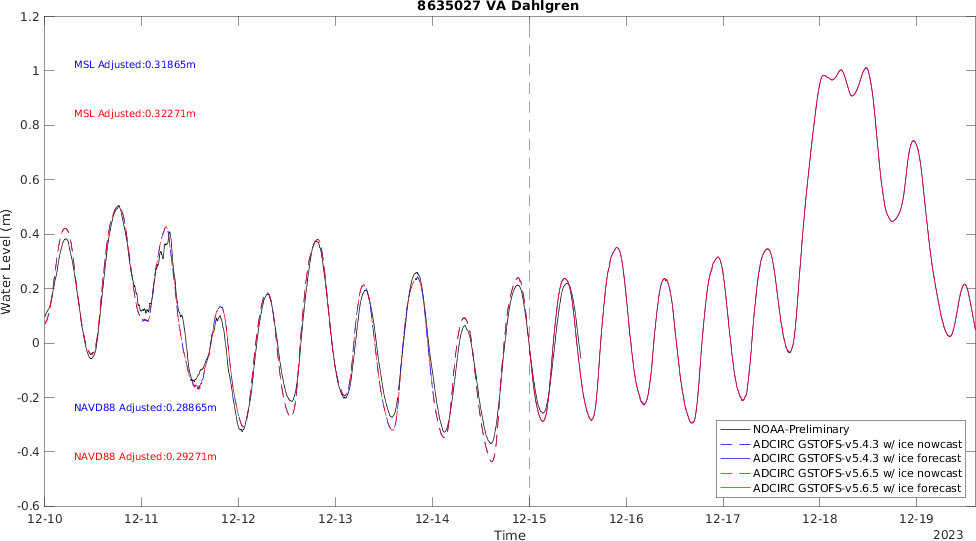 8635027 VA Dahlgren
1.2
1
0.8
0.6
0.4
0.2
0
-0.2
-0.4
-0.6
Water Level (m)
MSL Adjusted:0.31865m
MSL Adjusted:0.32271m
NAVD88 Adjusted:0.28865m
NAVD88 Adjusted:0.29271m
NOAA-Preliminary
ADCIRC GSTOFS-v5.4.3 w/ ice nowcast
ADCIRC GSTOFS-v5.4.3 w/ ice forecast
ADCIRC GSTOFS-v5.6.5 w/ ice nowcast
ADCIRC GSTOFS-v5.6.5 w/ ice forecast
12-10 12-11 12-12 12-13 12-14 12-15 12-16 12-17 12-18 12-19
Time
2023